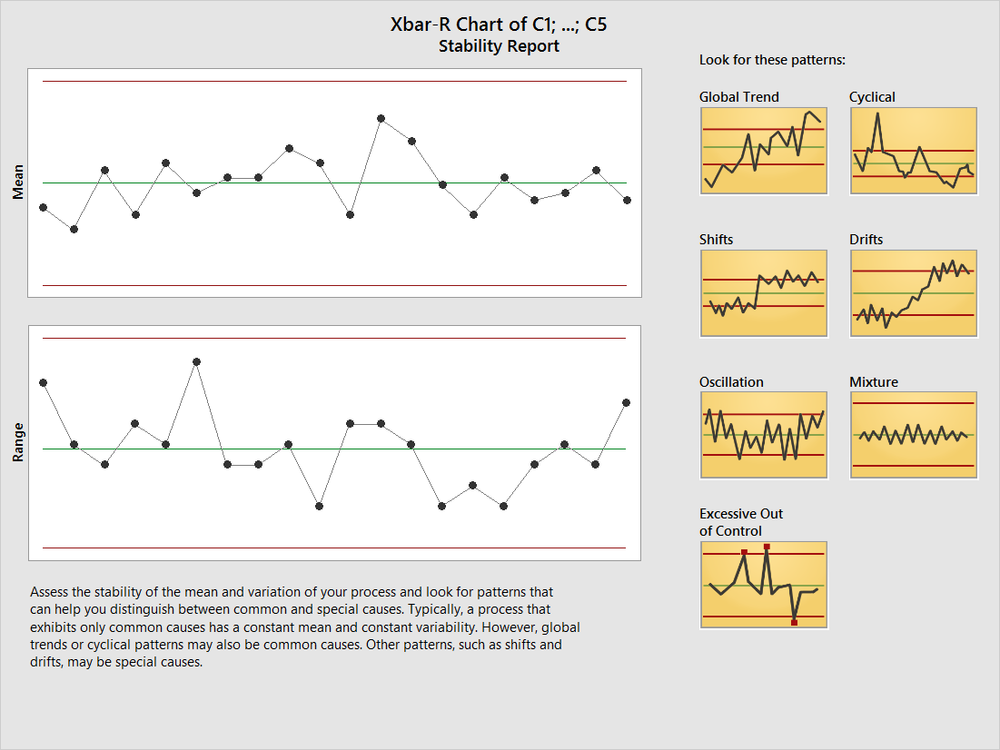 Xbar-R Chart of C1; ...; C5
Stability Report
Look for these patterns:
Global Trend
Cyclical
Mean
Shifts
Drifts
Oscillation
Mixture
Range
Excessive Out
of Control
Assess the stability of the mean and variation of your process and look for patterns that
can help you distinguish between common and special causes. Typically, a process that
exhibits only common causes has a constant mean and constant variability. However, global
trends or cyclical patterns may also be common causes. Other patterns, such as shifts and
drifts, may be special causes.